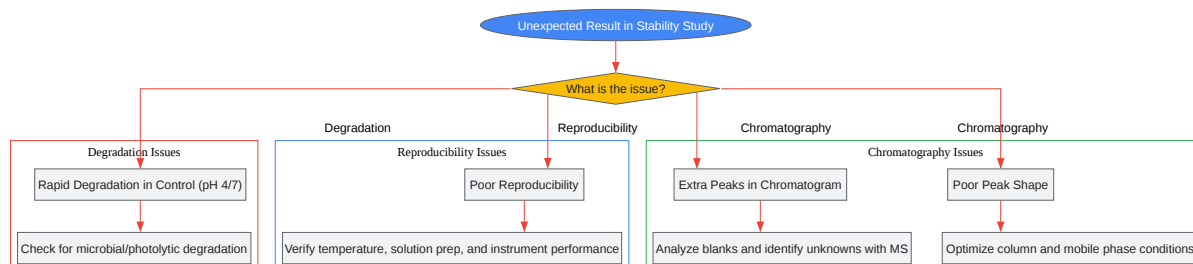 Unexpected Result in Stability Study
What is the issue?
Degradation
Reproducibility
Chromatography
Chromatography
Degradation Issues
Reproducibility Issues
Chromatography Issues
Rapid Degradation in Control (pH 4/7)
Poor Reproducibility
Extra Peaks in Chromatogram
Poor Peak Shape
Check for microbial/photolytic degradation
Verify temperature, solution prep, and instrument performance
Analyze blanks and identify unknowns with MS
Optimize column and mobile phase conditions